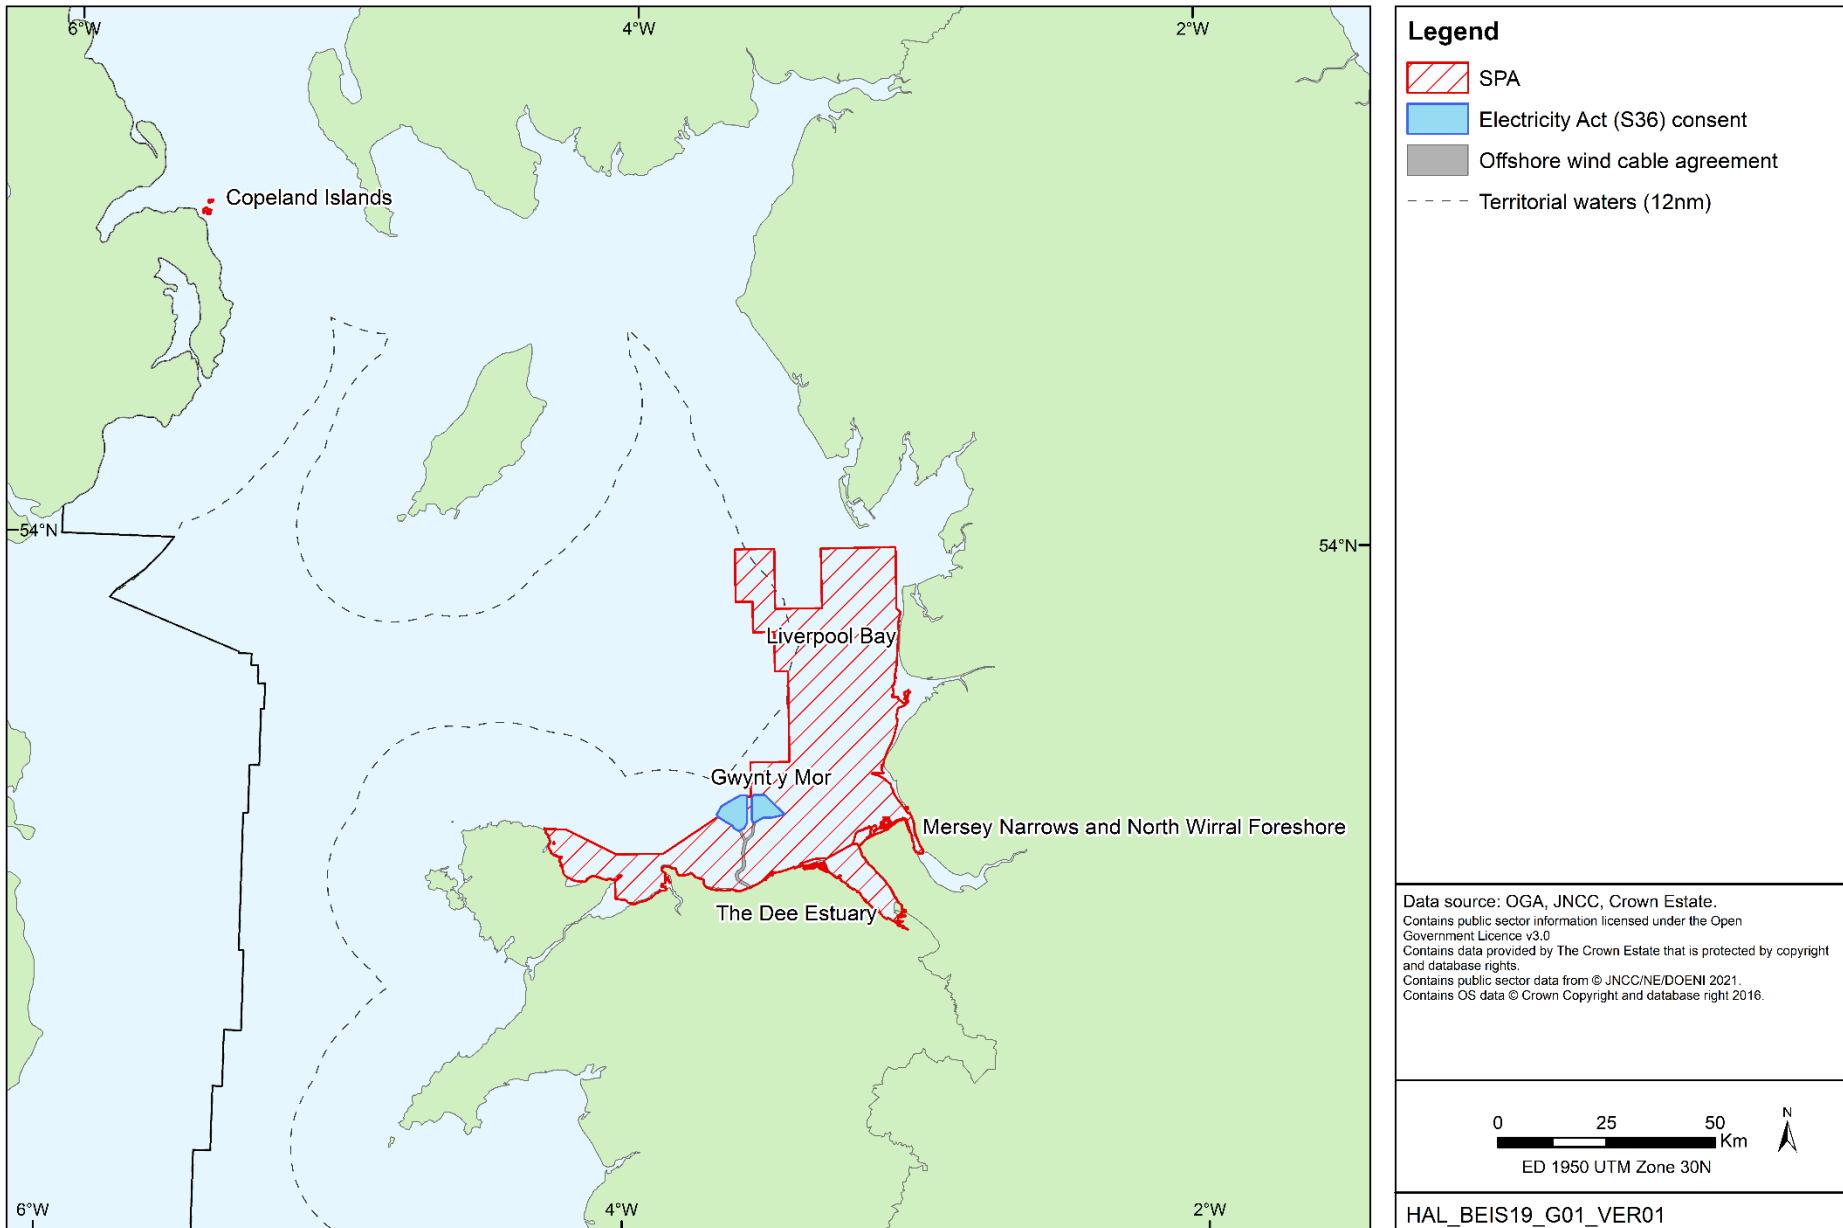 6°W
4°W
2°W
Copeland Islands
54°N
54°N
Liverpool Bay
Gwynt y Mor
Mersey Narrows and North Wirral Foreshore
The Dee Estuary
6°W
4°W
2°W
Legend
SPA
Electricity Act (S36) consent
Offshore wind cable agreement
Territorial waters (12nm)
Data source: OGA, JNCC, Crown Estate.
Contains public sector information licensed under the Open
Government Licence v3.0
Contains data provided by The Crown Estate that is protected by copyright
and database rights.
Contains public sector data from © JNCC/NE/DOENI 2021.
Contains OS data © Crown Copyright and database right 2016.
0 25 50
Km
N
ED 1950 UTM Zone 30N
HAL_BEIS19_G01_VER01